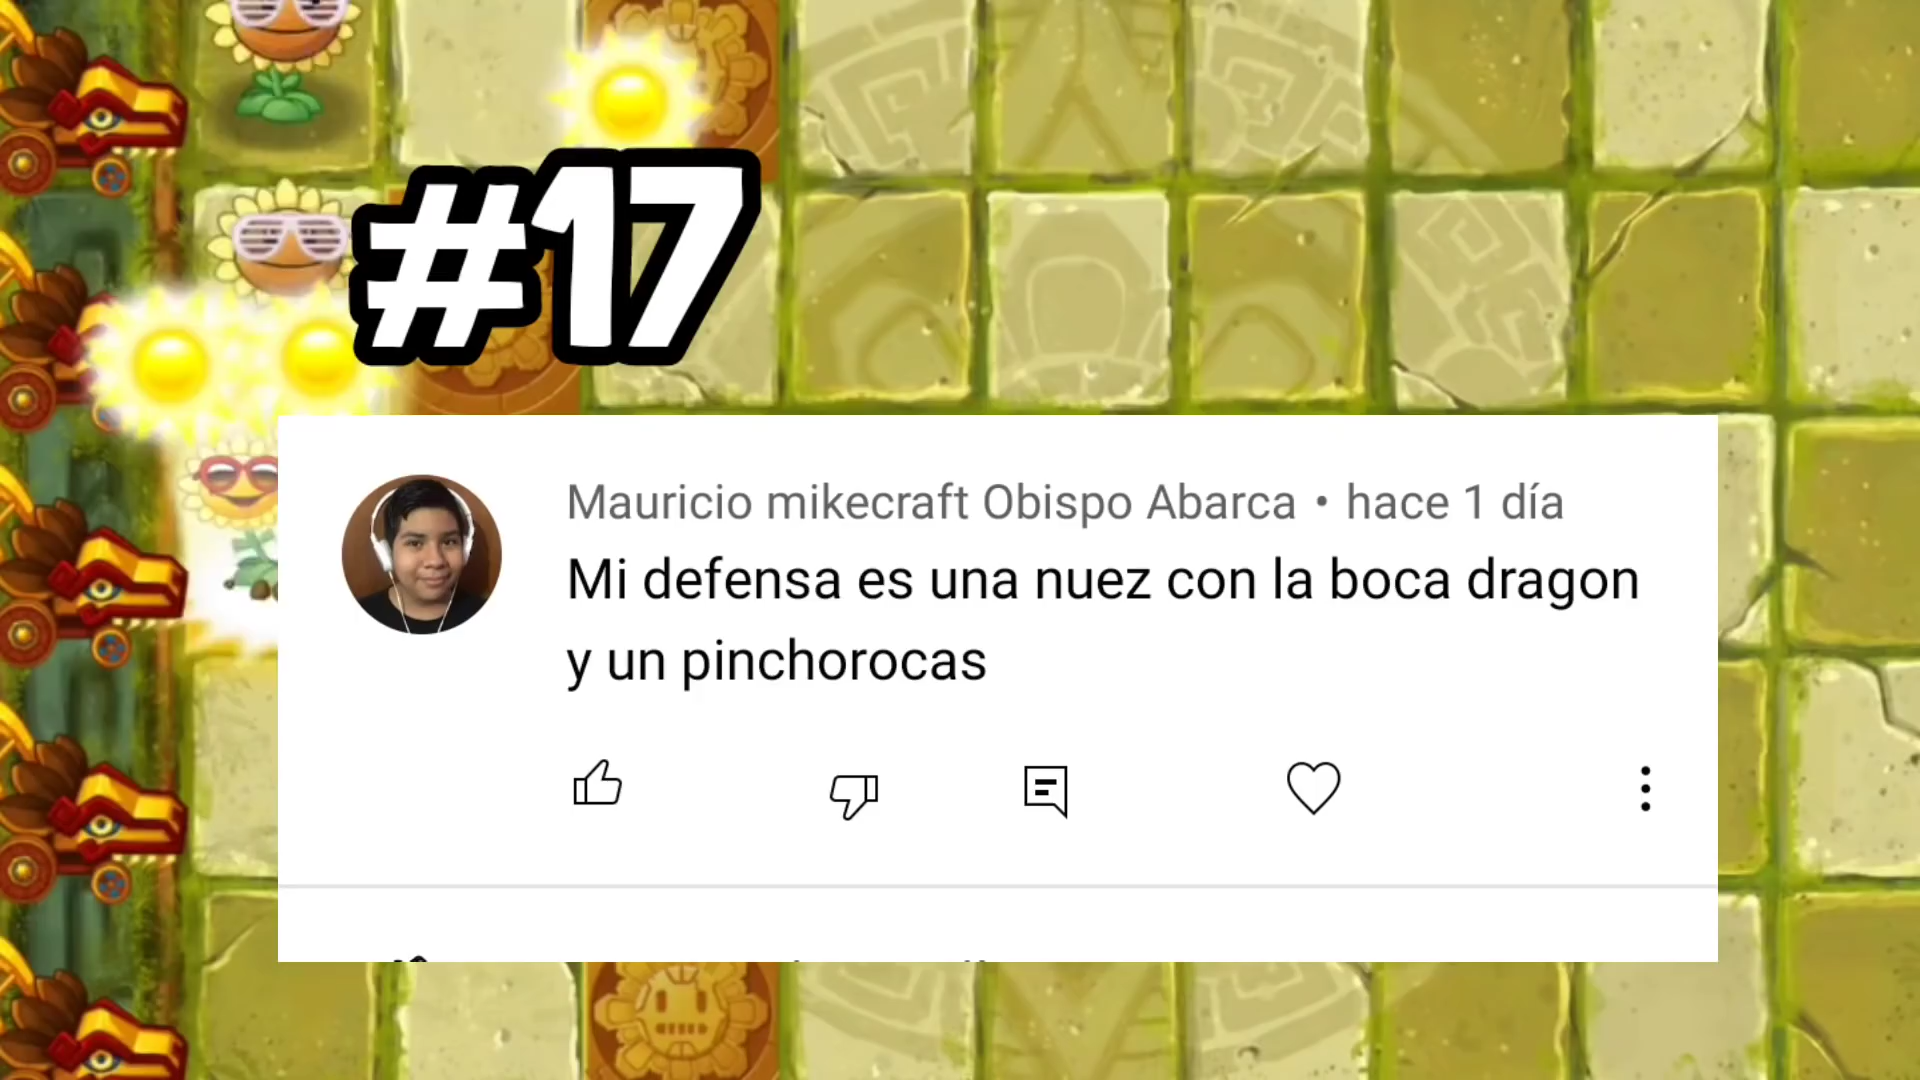 #17
Mauricio mikecraft Obispo Abarca • hace 1 día
Mi defensa es una nuez con la boca dragon
y un pinchorocas